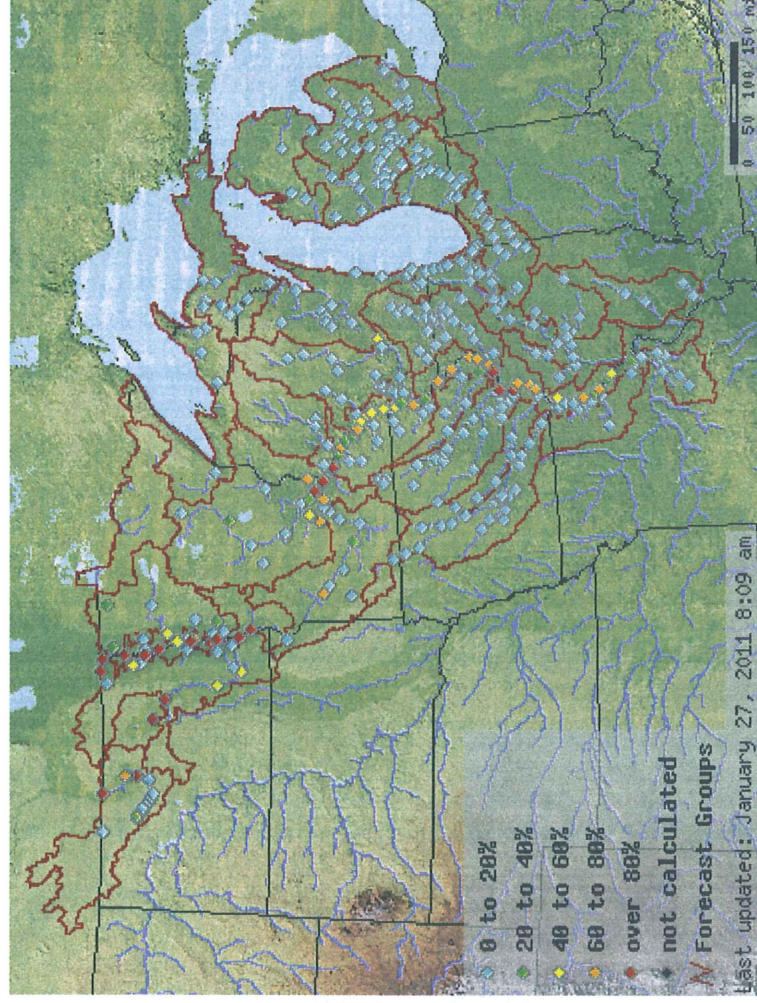 0 to 20%
20 to 40%
40 to 60%
60 to 80%
over 80%
not calculated
Forecast Groups
Last updated: January 27, 2011 8:09 am
0 50 100 150 mi